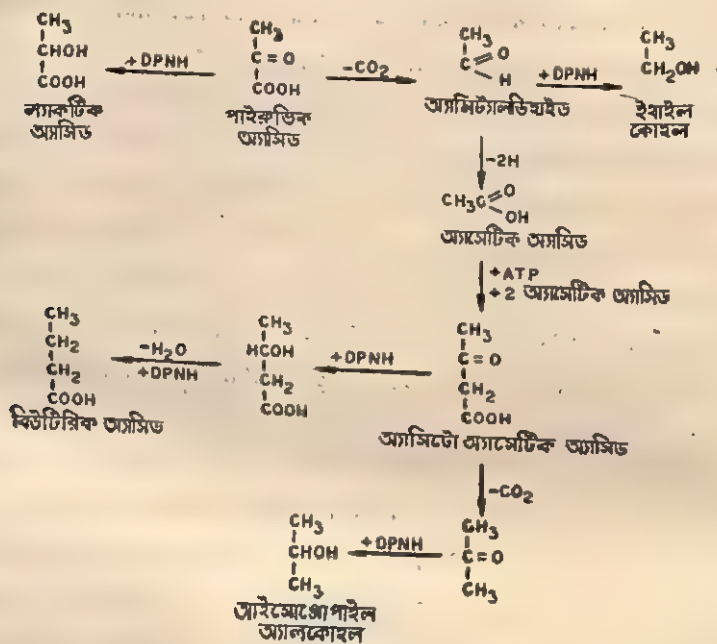 CH3
CHOH
COOH
ল্যাকটিক
অ্যাসিড
+DPNH
CH3
C=O
COOH
পাইরুভিক
অ্যাসিড
-CO2
CH3
C=O
H
অ্যাসিট্যালডিহাইড
+DPNH
CH3
CH2OH
ইথাইল
কোহল
-2H
CH3C=O
OH
অ্যাসেটিক অ্যাসিড
+ATP
+2 অ্যাসেটিক অ্যাসিড
CH3
C=O
CH2
COOH
অ্যাসিটো অ্যাসেটিক অ্যাসিড
+DPNH
CH3
HCOH
CH2
COOH
-H2O
+DPNH
CH3
CH2
CH2
COOH
বিউটিরিক অ্যাসিড
-CO2
CH3
C=O
CH3
+DPNH
CH3
CHOH
CH3
আইসোপ্রোপাইল
অ্যালকোহল